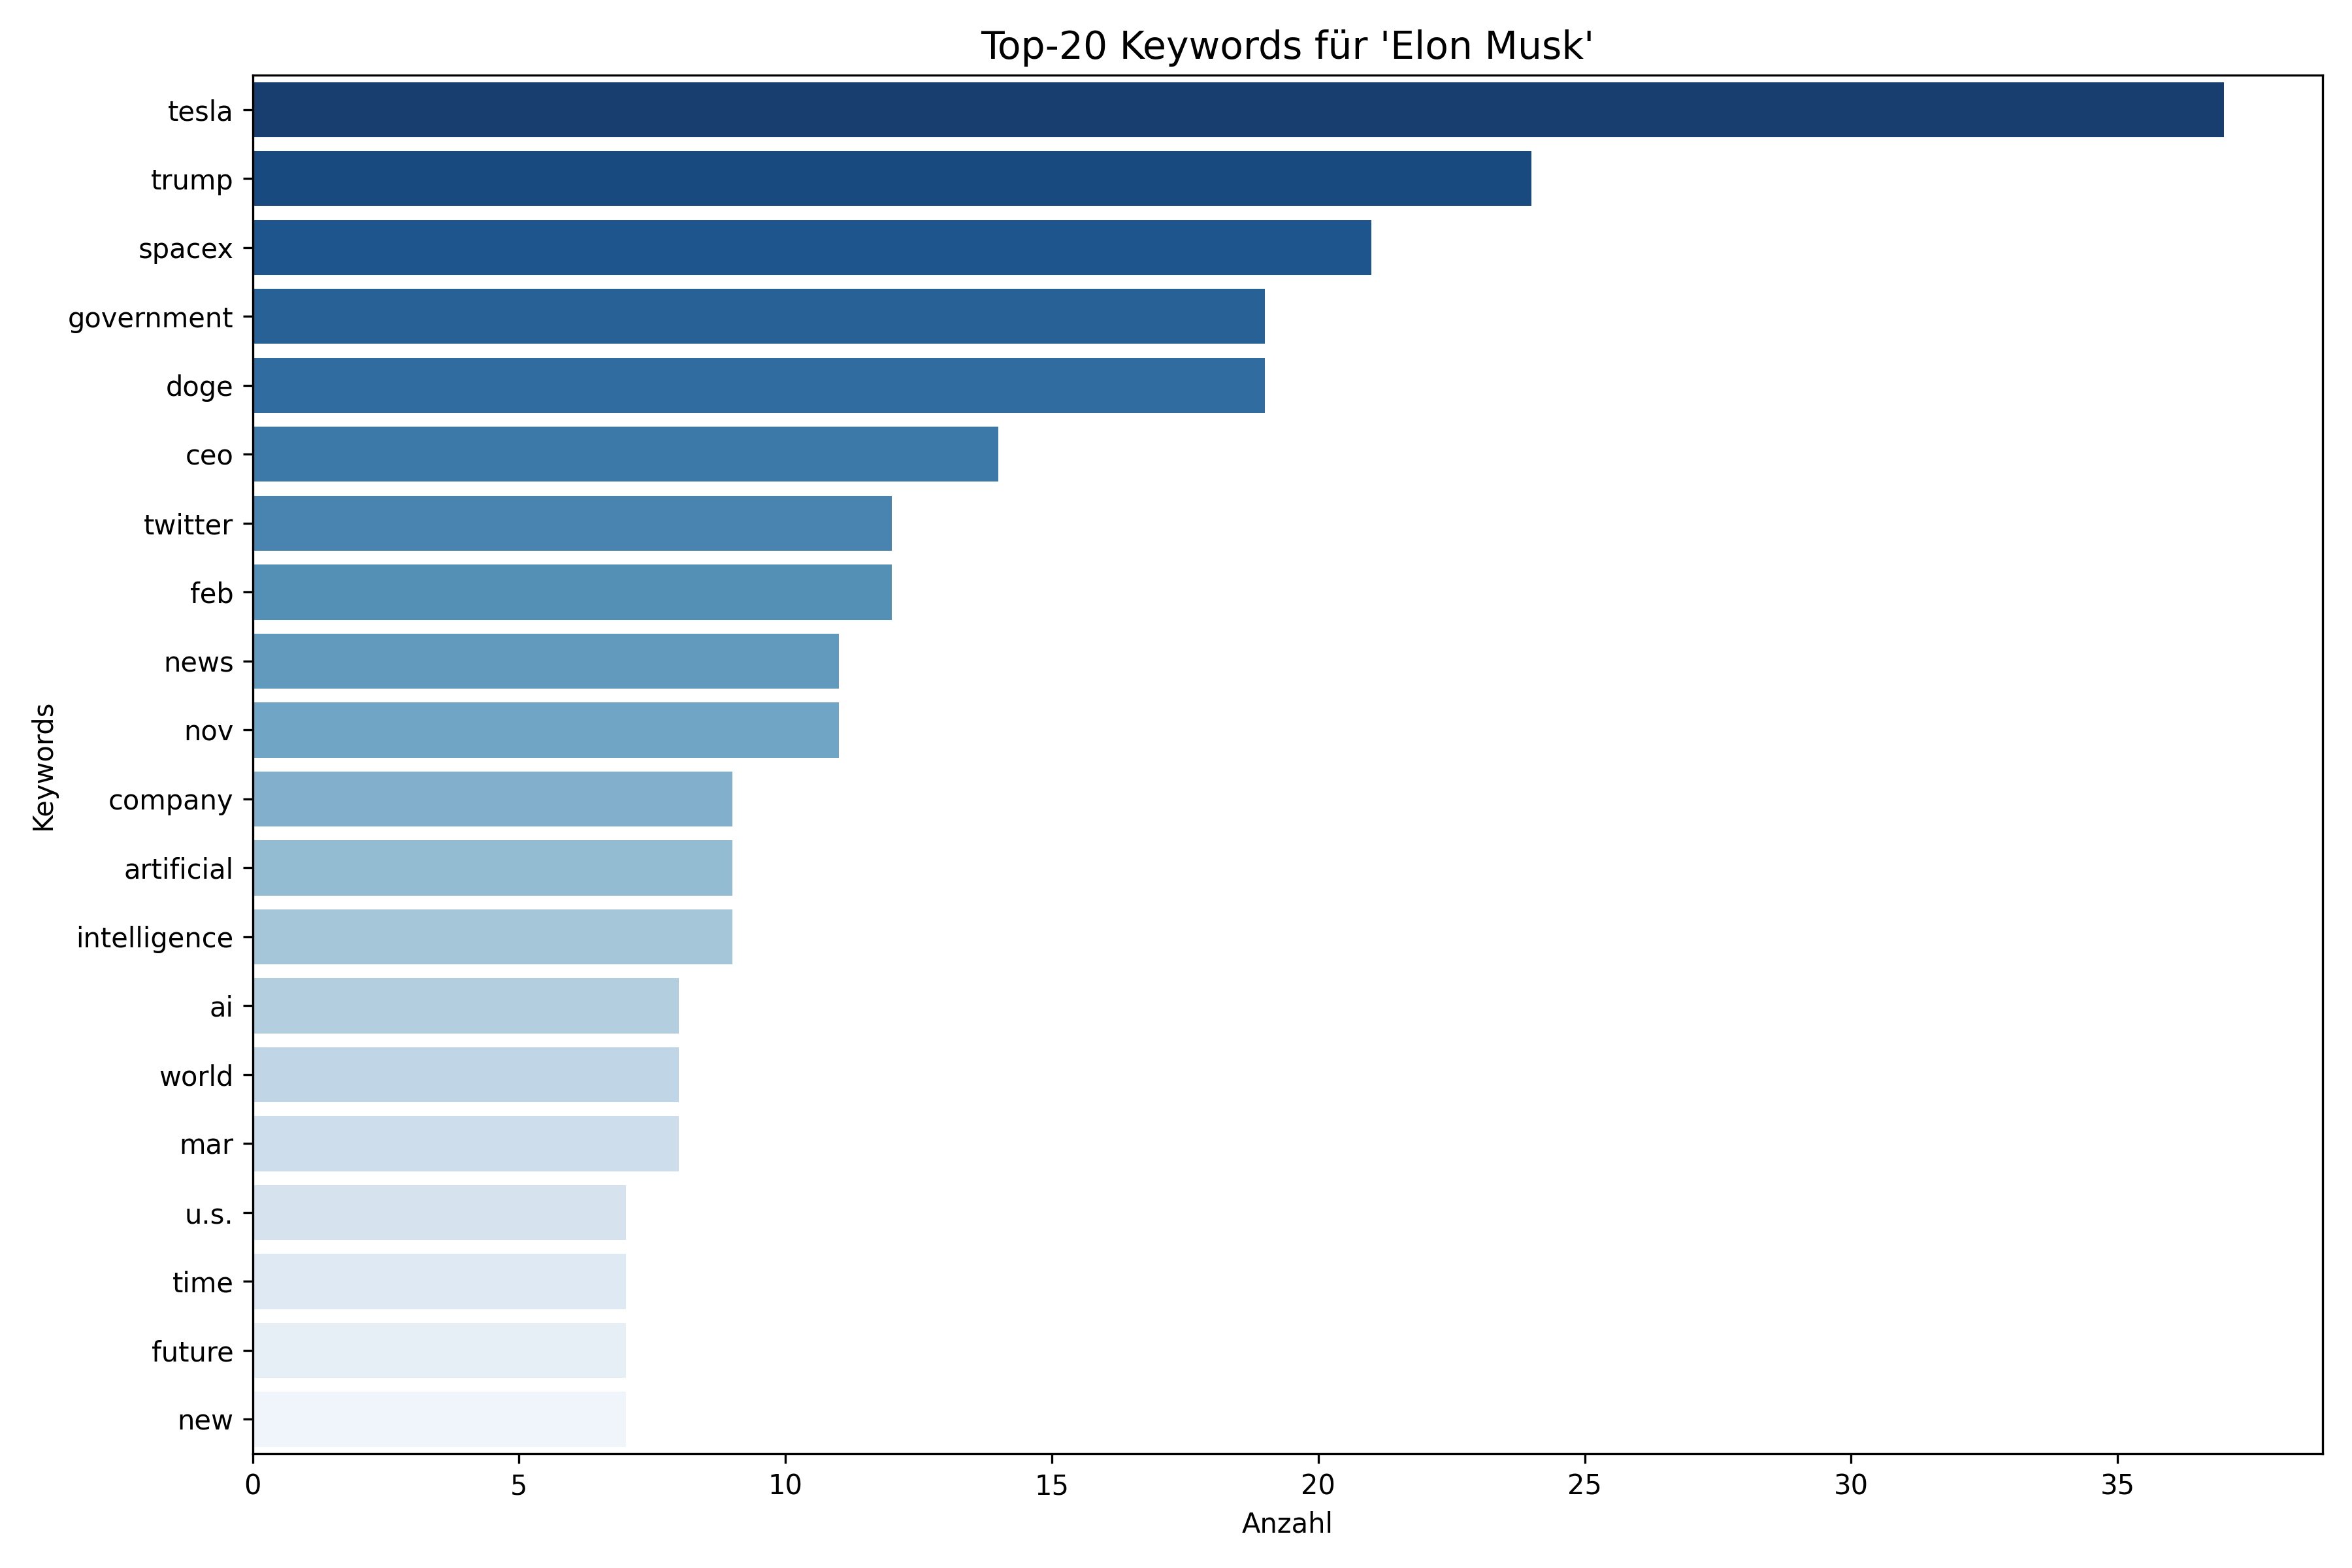 Top-20 Keywords für 'Elon Musk'
Keywords
tesla
trump
spacex
government
doge
ceo
twitter
feb
news
nov
company
artificial
intelligence
ai
world
mar
u.s.
time
future
new
0 5 10 15 20 25 30 35
Anzahl